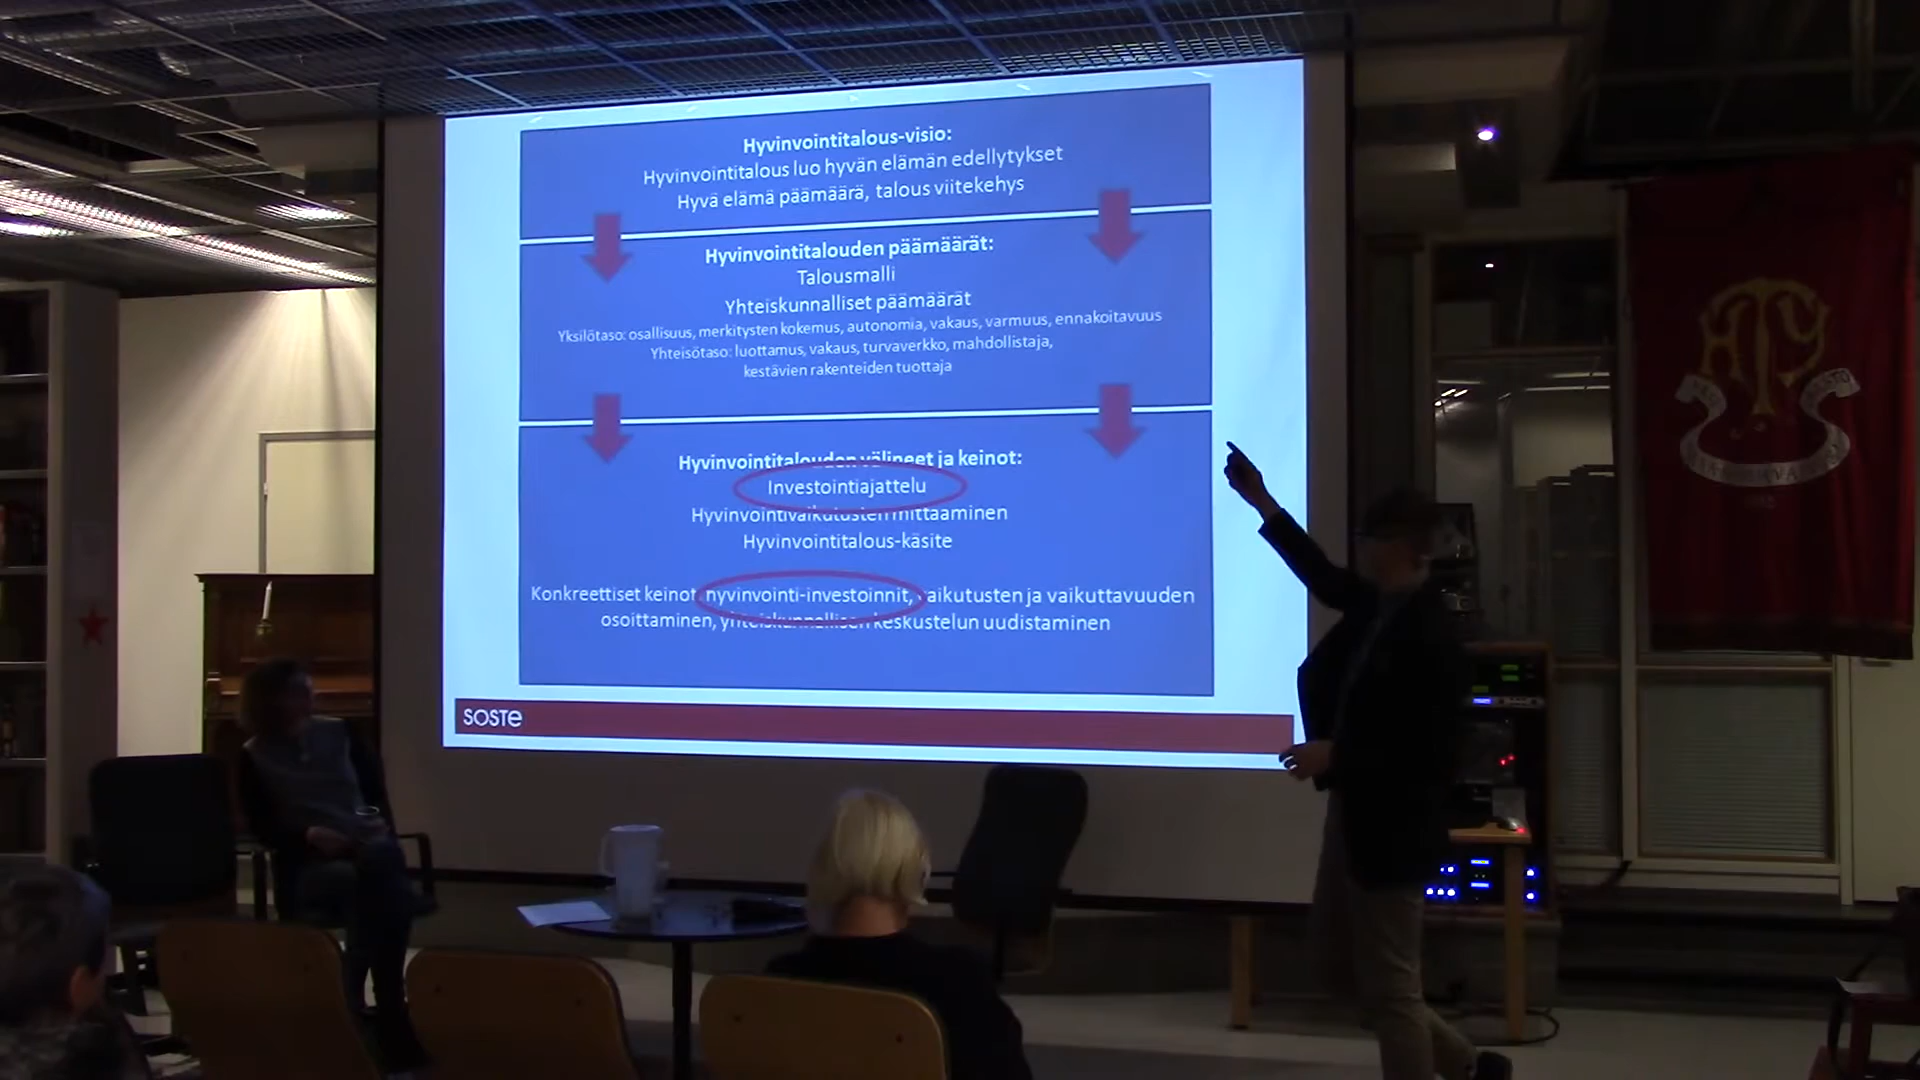 Hyvinvointitalous-visio:
Hyvinvointitalous luo hyvän elämän edellytykset
Hyvä elämä päämäärä, talous viitekehys
Hyvinvointitalouden päämäärät:
Talousmalli
Yhteiskunnalliset päämäärät
Yksilötaso: osallisuus, merkitysten kokemus, autonomia, vakaus, varmuus, ennakoitavuus
Yhteisötaso: luottamus, vakaus, turvaverkko, mahdollistaja,
kestävien rakenteiden tuottaja
Hyvinvointitalouden välineet ja keinot:
Investointiajattelu
Hyvinvointivaikutusten mittaaminen
Hyvinvointitalous-käsite
Konkreettiset keinot: hyvinvointi-investoinnit, vaikutusten ja vaikuttavuuden
osoittaminen, yhteiskunnallisen keskustelun uudistaminen
soste
HTY